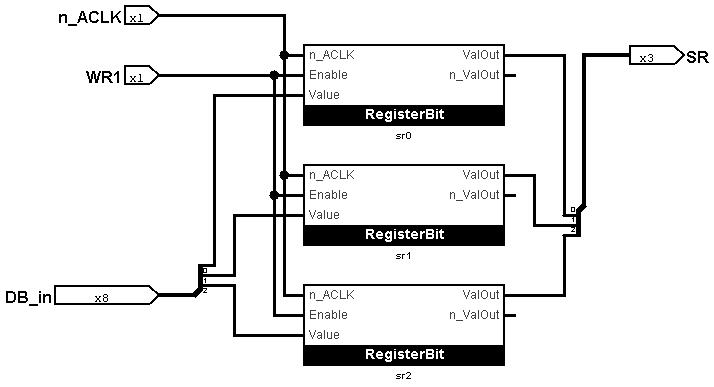 n_ACLK x1
n_ACLK ValOut
x3 SR
WR1 x1
Enable n_ValOut
Value
RegisterBit
sr0
n_ACLK ValOut
Enable n_ValOut
Value
0
1
2
RegisterBit
sr1
0
1
2
DB_in x8
n_ACLK ValOut
Enable n_ValOut
Value
RegisterBit
sr2